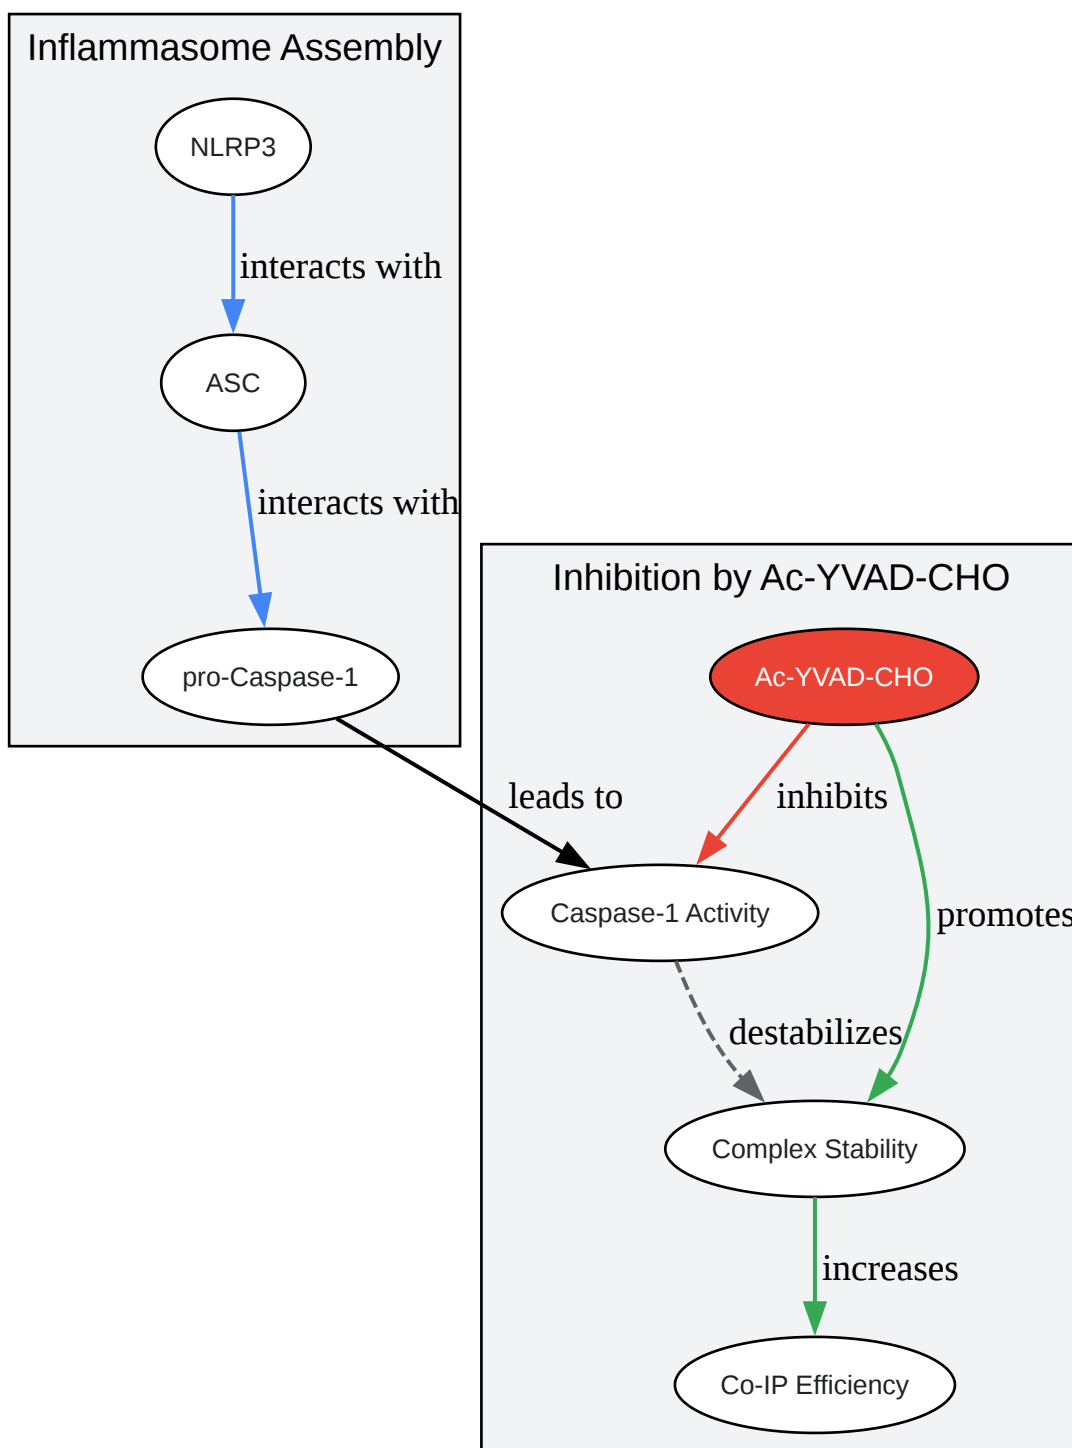 Inflammasome Assembly
NLRP3
interacts with
ASC
interacts with
pro-Caspase-1
leads to
Inhibition by Ac-YVAD-CHO
Ac-YVAD-CHO
inhibits
Caspase-1 Activity
promotes
destabilizes
Complex Stability
increases
Co-IP Efficiency